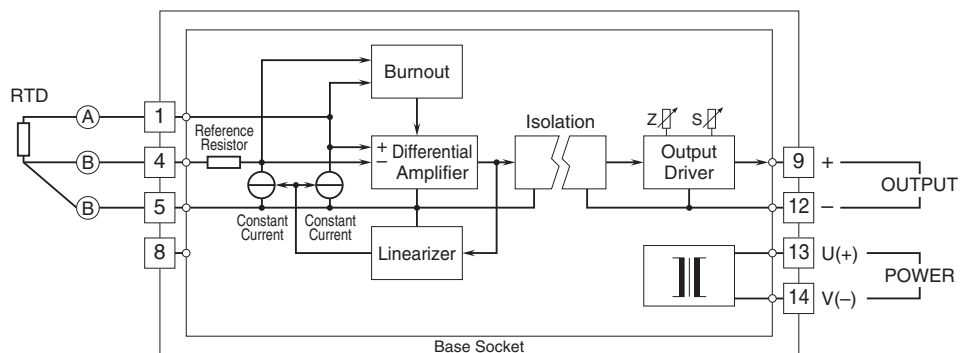 RTD
A
B
B
1
4
5
8
Reference
Resistor
Burnout
+
−
Differential
Amplifier
Constant
Current
Constant
Current
Linearizer
Isolation
Z
S
Output
Driver
9
+
12
−
OUTPUT
13
U(+)
14
V(−)
POWER
Base Socket